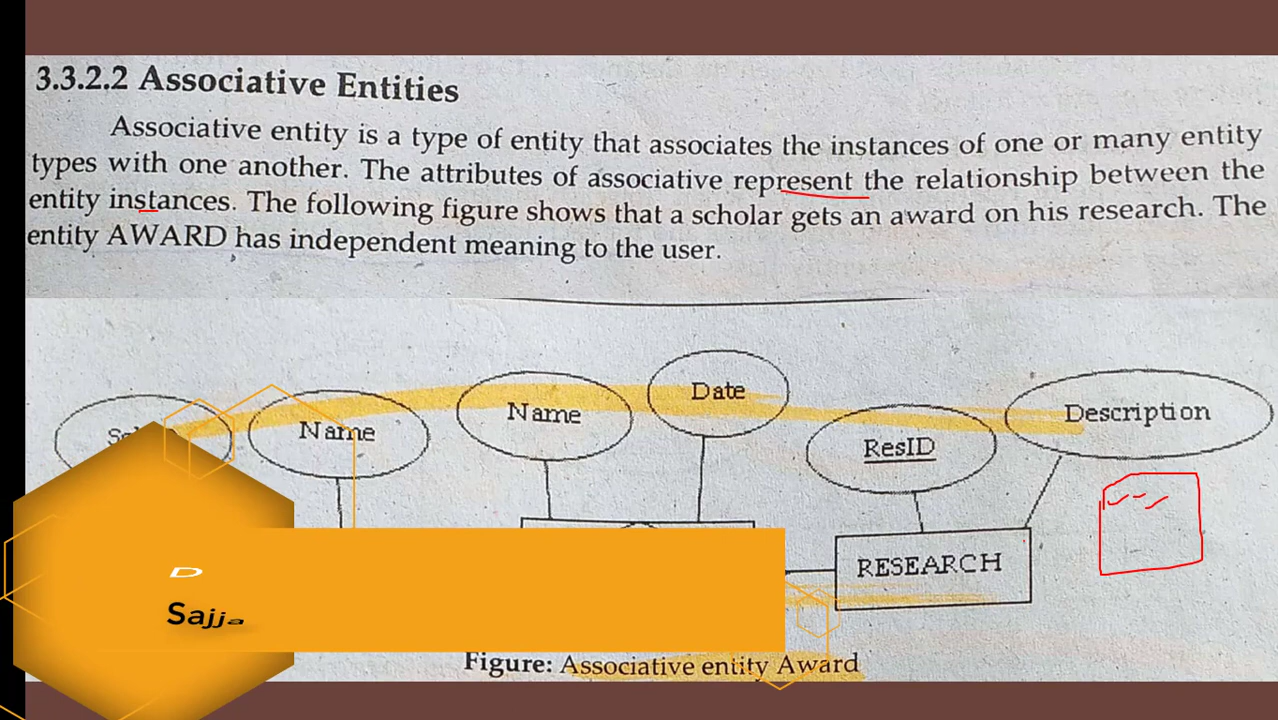 3.3.2.2 Associative Entities
Associative entity is a type of entity that associates the instances of one or many entity
types with one another. The attributes of associative represent the relationship between the
entity instances. The following figure shows that a scholar gets an award on his research. The
entity AWARD has independent meaning to the user.
Name
Name
Date
ResID
Description
RESEARCH
D
Sajja
Figure: Associative entity Award